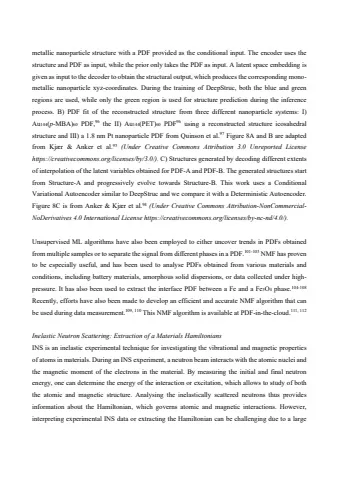 metallic nanoparticle structure with a PDF provided as the conditional input. The encoder uses the
structure and PDF as input, while the prior only takes the PDF as input. A latent space embedding is
given as input to the decoder to obtain the structural output, which produces the corresponding mono-
metallic nanoparticle xyz-coordinates. During the training of DeepStruc, both the blue and green
regions are used, while only the green region is used for structure prediction during the inference
process. B) PDF fit of the reconstructed structure from three different nanoparticle systems: I)
PDF, the II) PDF using a reconstructed structure icosahedral
structure and III) a 1.8 nm Pt nanoparticle PDF from Quinson et al. Figure 8A and B are adapted
from Kjær & Anker et al. (Under Creative Commons Attribution 3.0 Unreported License
https://creativecommons.org/licenses/by/3.0/). C) Structures generated by decoding different extents
of interpolation of the latent variables obtained for PDF-A and PDF-B. The generated structures start
from Structure-A and progressively evolve towards Structure-B. This work uses a Conditional
Variational Autoencoder similar to DeepStruc and we compare it with a Deterministic Autoencoder.
Figure 8C is from Anker & Kjær et al. (Under Creative Commons Attribution-NonCommercial-
NoDerivatives 4.0 International License https://creativecommons.org/licenses/by-nc-nd/4.0/).
Unsupervised ML algorithms have also been employed to either uncover trends in PDFs obtained
from multiple samples or to separate the signal from different phases in a PDF. NMF has proven
to be especially useful, and has been used to analyse PDFs obtained from various materials and
conditions, including battery materials, amorphous solid dispersions, or data collected under high-
pressure. It has also been used to extract the interface PDF between a Fe and a Fe₂O₃ phase.
Recently, efforts have also been made to develop an efficient and accurate NMF algorithm that can
be used during data measurement. This NMF algorithm is available at PDF-in-the-cloud.
Inelastic Neutron Scattering: Extraction of a Materials Hamiltonians
INS is an inelastic experimental technique for investigating the vibrational and magnetic properties
of atoms in materials. During an INS experiment, a neutron beam interacts with the atomic nuclei and
the magnetic moment of the electrons in the material. By measuring the initial and final neutron
energy, one can determine the energy of the interaction or excitation, which allows to study of both
the atomic and magnetic structure. Analysing the inelastically scattered neutrons thus provides
information about the Hamiltonian, which governs atomic and magnetic interactions. However,
interpreting experimental INS data or extracting the Hamiltonian can be challenging due to a large